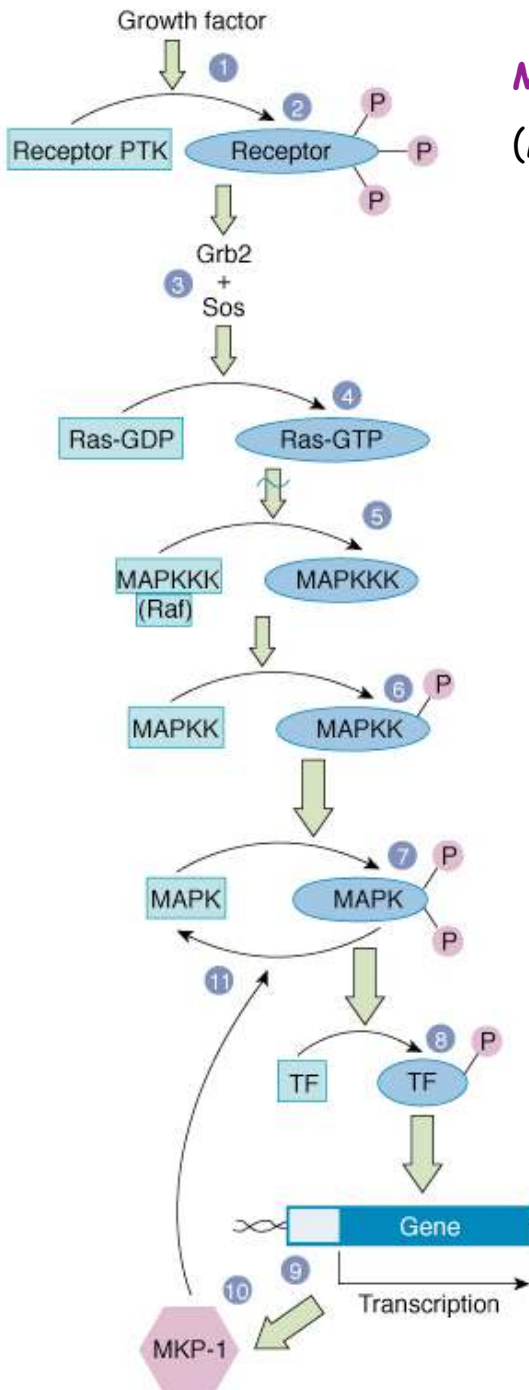 Growth factor
1
Receptor PTK
2
Receptor
P
P
P
3
Grb2
+
Sos
Ras-GDP
4
Ras-GTP
5
MAPKKK
(Raf)
MAPKKK
MAPKK
6
MAPKK
P
MAPK
7
MAPK
P
P
11
TF
8
TF
P
Gene
Transcription
9
10
MKP-1